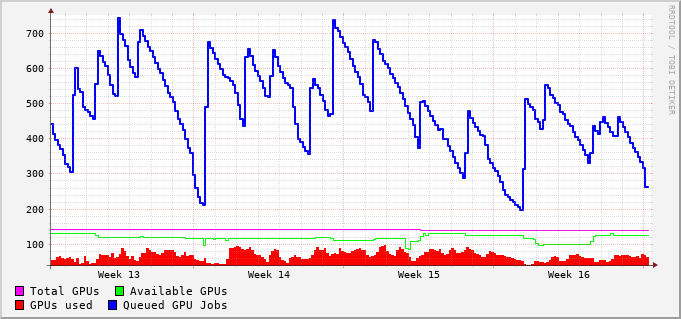 700
600
500
400
300
200
100
Week 13 Week 14 Week 15 Week 16
Total GPUs Available GPUs
GPUs used Queued GPU Jobs
RRDTOOL / TOBI OETIKER